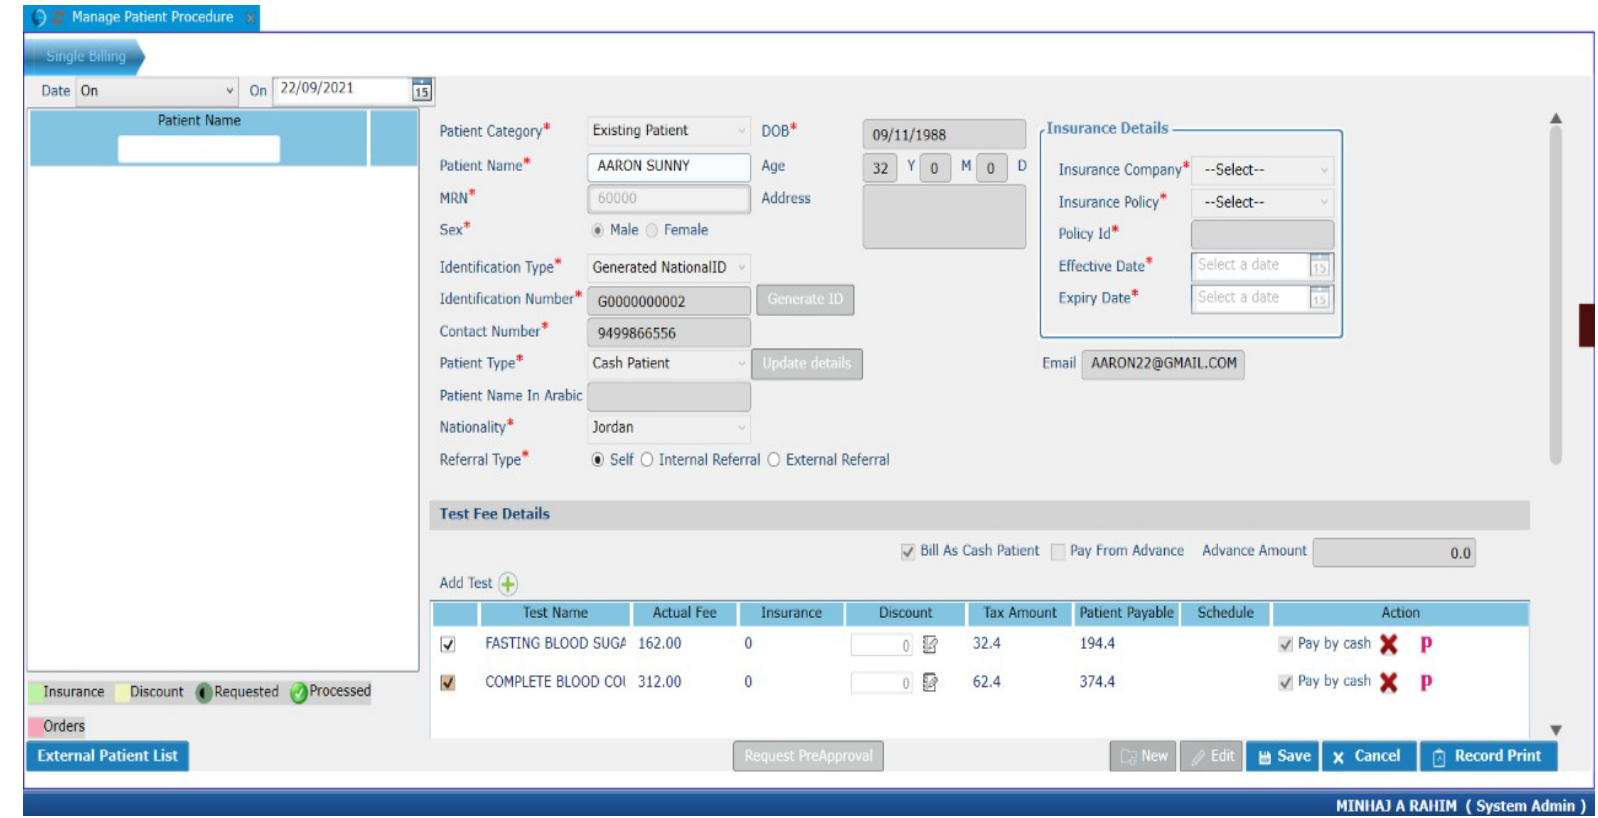 Manage Patient Procedure
Single Billing
Date On On 22/09/2021 15
Patient Name
Patient Category* Existing Patient DOB* 09/11/1988
Patient Name* AARON SUNNY Age 32 Y 0 M 0 D
MRN* 60000 Address
Sex* Male Female
Identification Type* Generated NationalID
Identification Number* G0000000002 Generate ID
Contact Number* 9499866556
Patient Type* Cash Patient Update details
Patient Name In Arabic
Nationality* Jordan
Referral Type* Self Internal Referral External Referral
Insurance Details
Insurance Company* --Select--
Insurance Policy* --Select--
Policy Id*
Effective Date* Select a date 15
Expiry Date* Select a date 15
Email AARON22@GMAIL.COM
Test Fee Details
Bill As Cash Patient Pay From Advance Advance Amount 0.0
Add Test
Test Name Actual Fee Insurance Discount Tax Amount Patient Payable Schedule Action
FASTING BLOOD SUGA 162.00 0 0 32.4 194.4 Pay by cash P
COMPLETE BLOOD COU 312.00 0 0 62.4 374.4 Pay by cash P
Insurance Discount Requested Processed
Orders
External Patient List Request PreApproval New Edit Save Cancel Record Print
MINHAJ A RAHIM ( System Admin )